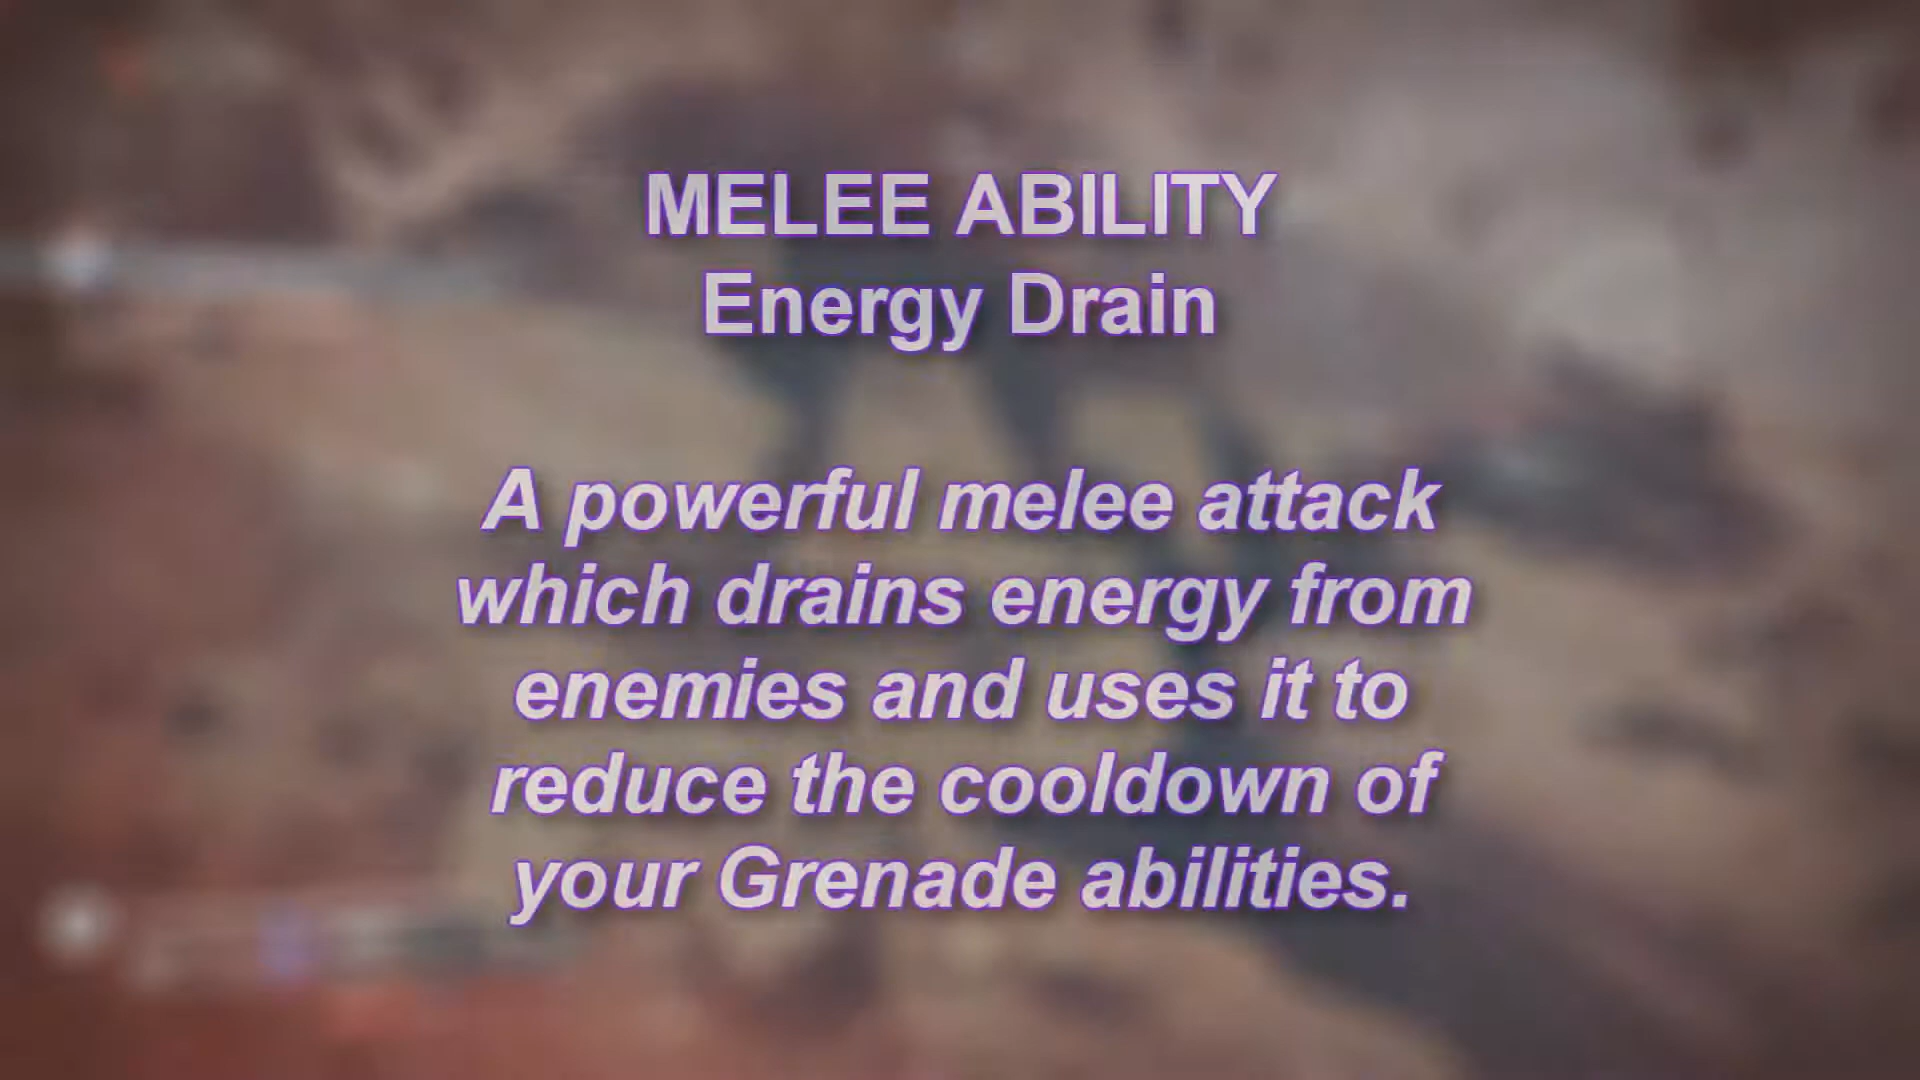 MELEE ABILITY
Energy Drain
A powerful melee attack
which drains energy from
enemies and uses it to
reduce the cooldown of
your Grenade abilities.